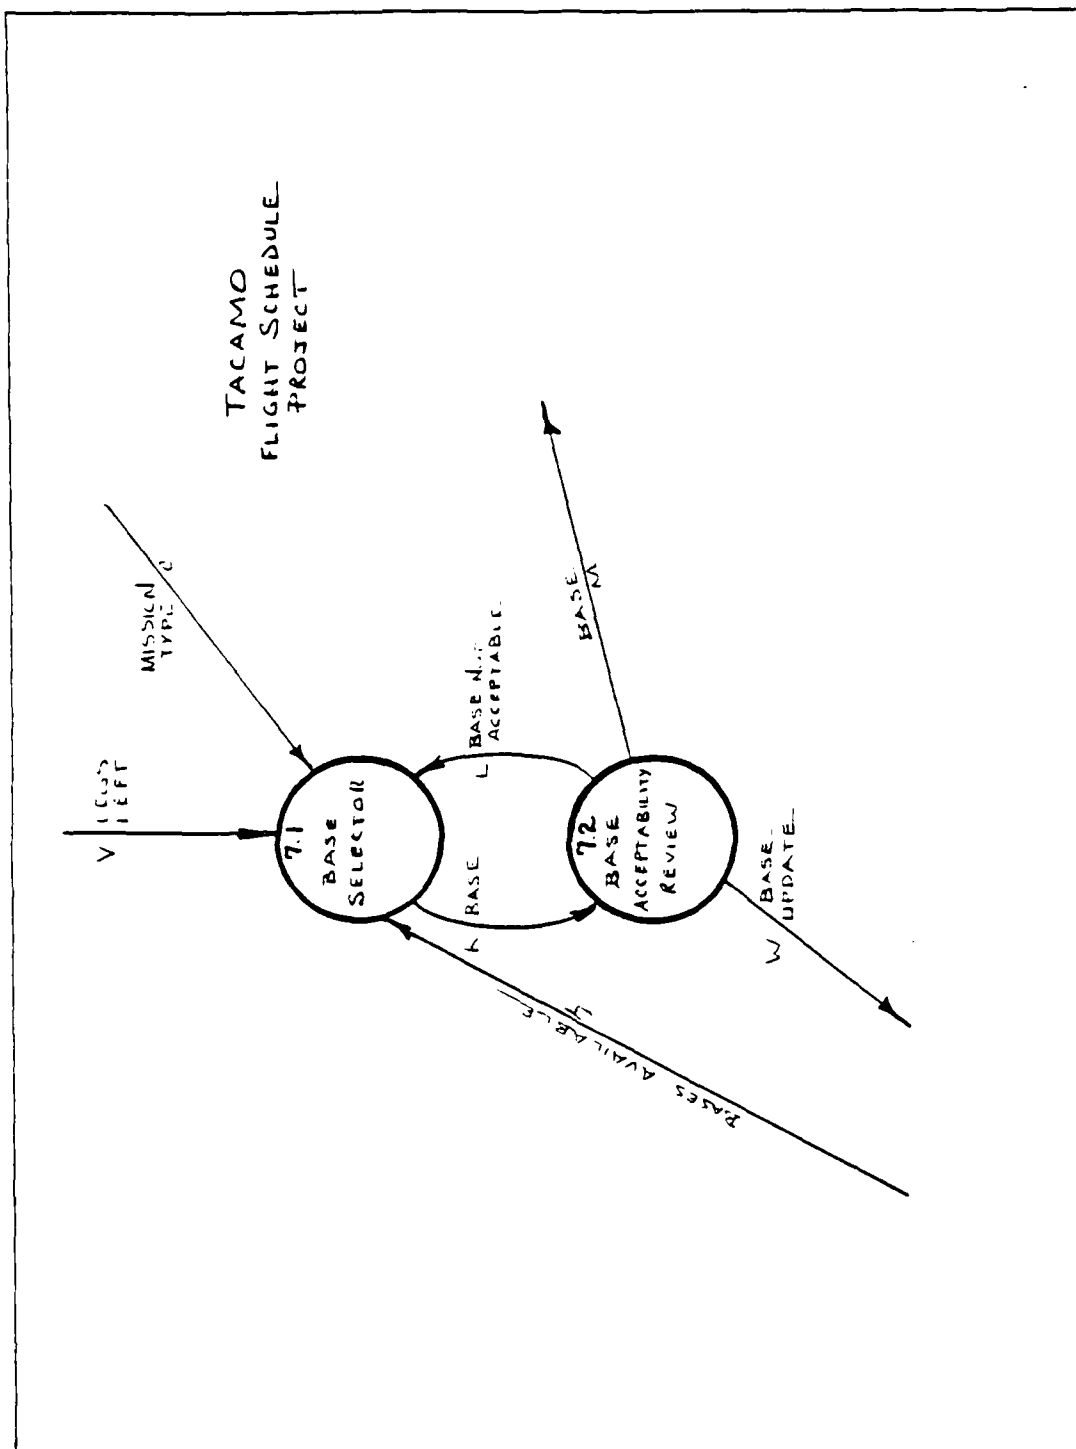 TACAMO
FLIGHT SCHEDULE
PROJECT
MISSION
TYPE
V
LEFT
7.1
BASE
SELECTOR
L BASE
ACCEPTABLE
BASE
BASE
M
7.2
BASE
ACCEPTABILITY
REVIEW
BASES AVAILABLE
W BASE
UPDATE